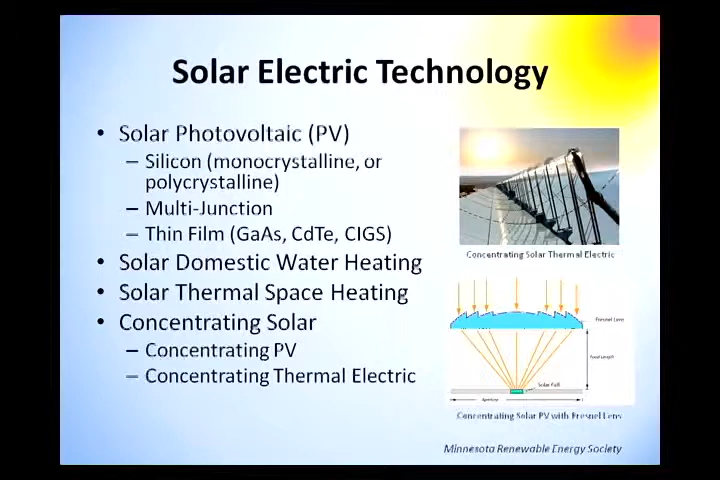 Solar Electric Technology
• Solar Photovoltaic (PV)
– Silicon (monocrystalline, or
polycrystalline)
– Multi-Junction
– Thin Film (GaAs, CdTe, CIGS)
• Solar Domestic Water Heating
• Solar Thermal Space Heating
• Concentrating Solar
– Concentrating PV
– Concentrating Thermal Electric
Concentrating Solar Thermal Electric
Fresnel Lens
Focal Length
Solar Cell
Aperture
Concentrating Solar PV with Fresnel Lens
Minnesota Renewable Energy Society